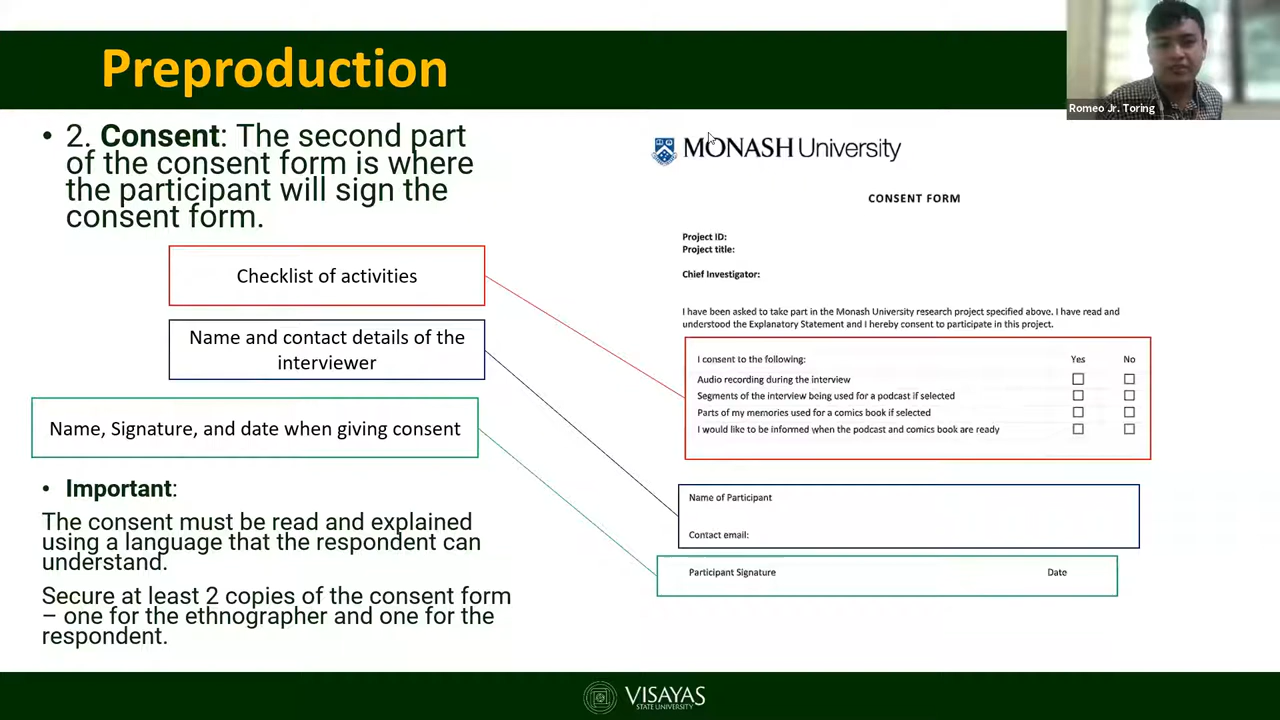 Preproduction
Romeo Jr. Toring
• 2. Consent: The second part
of the consent form is where
the participant will sign the
consent form.
Checklist of activities
Name and contact details of the
interviewer
Name, Signature, and date when giving consent
• Important:
The consent must be read and explained
using a language that the respondent can
understand.
Secure at least 2 copies of the consent form
– one for the ethnographer and one for the
respondent.
MONASH University
CONSENT FORM
Project ID:
Project title:
Chief Investigator:
I have been asked to take part in the Monash University research project specified above. I have read and
understood the Explanatory Statement and I hereby consent to participate in this project.
I consent to the following: Yes No
Audio recording during the interview
Segments of the interview being used for a podcast if selected
Parts of my memories used for a comics book if selected
I would like to be informed when the podcast and comics book are ready
Name of Participant
Contact email:
Participant Signature Date
VISAYAS
STATE UNIVERSITY